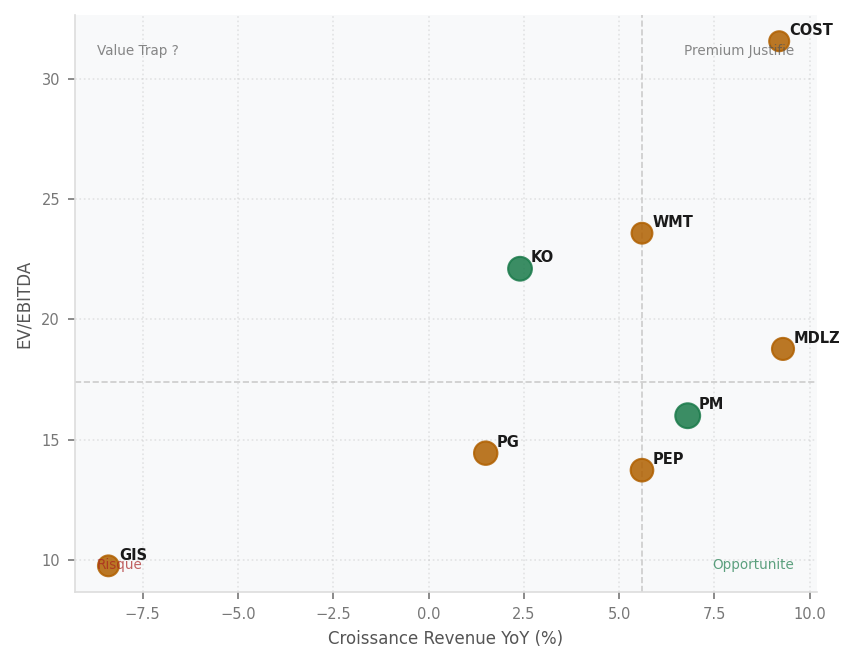 COST
Value Trap ?
Premium Justifie
30
25
WMT
KO
EV/EBITDA
20
MDLZ
PM
15
PG
PEP
GIS
10
Risque
Opportunite
−7.5
−5.0
−2.5
0.0
2.5
5.0
7.5
10.0
Croissance Revenue YoY (%)